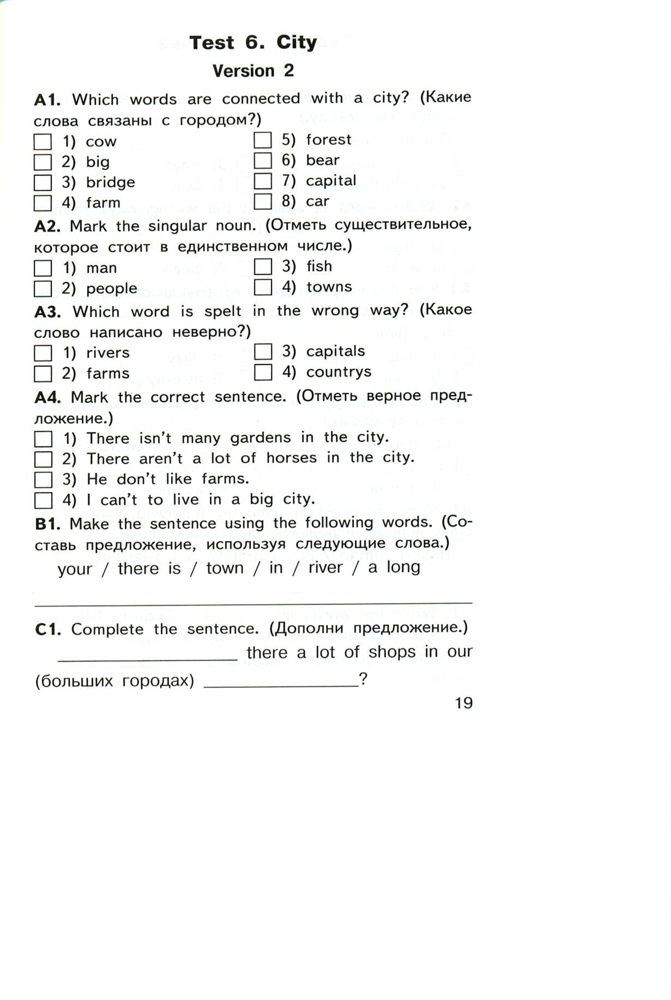 Test 6. City
Version 2
A1. Which words are connected with a city? (Какие
слова связаны с городом?)
1) cow
2) big
3) bridge
4) farm
5) forest
6) bear
7) capital
8) car
A2. Mark the singular noun. (Отметь существительное,
которое стоит в единственном числе.)
1) man
2) people
3) fish
4) towns
A3. Which word is spelt in the wrong way? (Какое
слово написано неверно?)
1) rivers
2) farms
3) capitals
4) countrys
A4. Mark the correct sentence. (Отметь верное пред-
ложение.)
1) There isn't many gardens in the city.
2) There aren't a lot of horses in the city.
3) He don't like farms.
4) I can't to live in a big city.
B1. Make the sentence using the following words. (Со-
ставь предложение, используя следующие слова.)
your / there is / town / in / river / a long
C1. Complete the sentence. (Дополни предложение.)
____________ there a lot of shops in our
(больших городах) ____________?
19